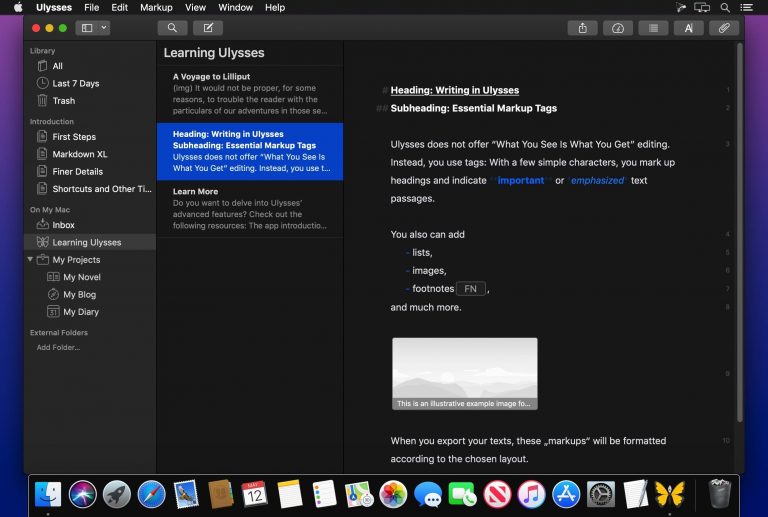 Ulysses File Edit Markup View Window Help
Library
All
Last 7 Days
Trash
Introduction
First Steps
Markdown XL
Finer Details
Shortcuts and Other Ti...
On My Mac
Inbox
Learning Ulysses
My Projects
My Novel
My Blog
31 My Diary
External Folders
Add Folder...
Learning Ulysses
A Voyage to Lilliput
(img) It would not be proper, for some
reasons, to trouble the reader with the
particulars of our adventures in those se...
Heading: Writing in Ulysses
Subheading: Essential Markup Tags
Ulysses does not offer “What You See Is
What You Get” editing. Instead, you use t...
Learn More
Do you want to delve into Ulysses’
advanced features? Check out the
following resources: The app introductio...
A
# Heading: Writing in Ulysses 1
## Subheading: Essential Markup Tags 2
Ulysses does not offer “What You See Is What You Get” editing. 3
Instead, you use tags: With a few simple characters, you mark up
headings and indicate **important** or *emphasized* text
passages.
You also can add 4
- lists, 5
- images, 6
- footnotes FN , 7
and much more. 8
This is an illustrative example image fo... 9
When you export your texts, these „markups” will be formatted 10
according to the chosen layout.
MAY
12